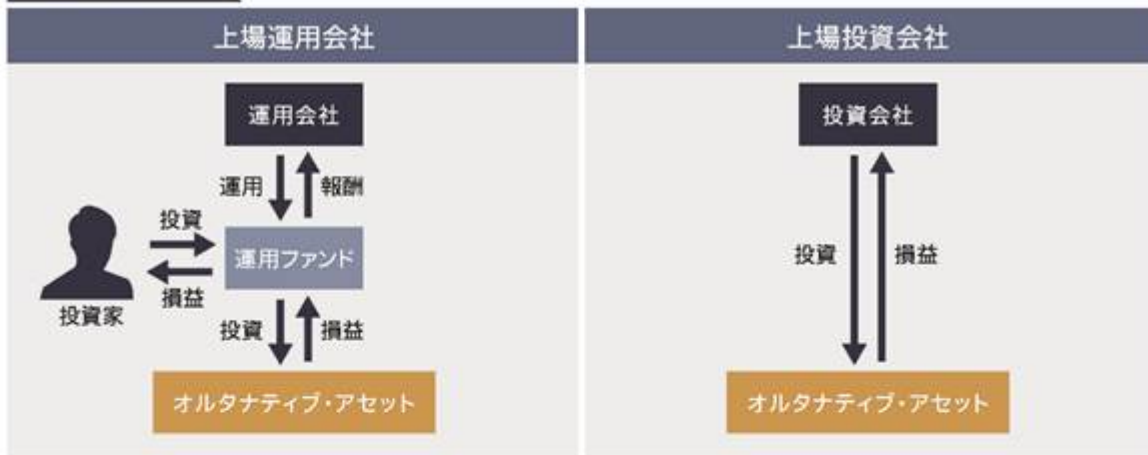 上場運用会社
運用会社
運用
報酬
投資
運用ファンド
損益
投資家
投資
損益
オルタナティブ・アセット
上場投資会社
投資会社
投資
損益
オルタナティブ・アセット